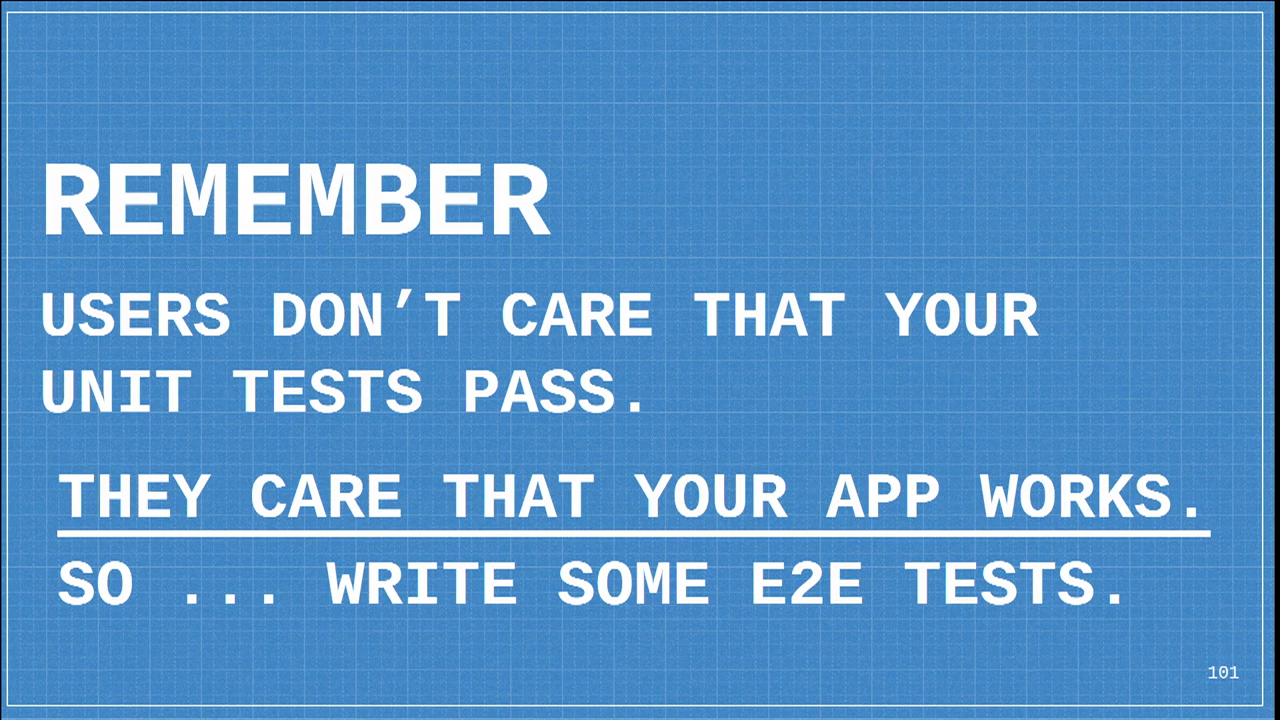 REMEMBER
USERS DON’T CARE THAT YOUR
UNIT TESTS PASS.
THEY CARE THAT YOUR APP WORKS.
SO ... WRITE SOME E2E TESTS.
101